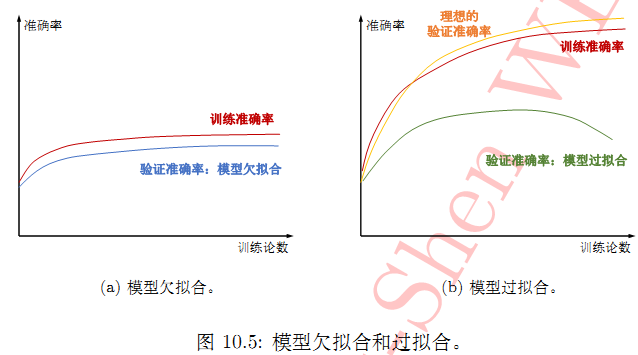 准确率
训练准确率
验证准确率：模型欠拟合
训练论数
(a) 模型欠拟合。
准确率
理想的
验证准确率
训练准确率
验证准确率：模型过拟合
训练论数
(b) 模型过拟合。
图 10.5: 模型欠拟合和过拟合。
-Shen W